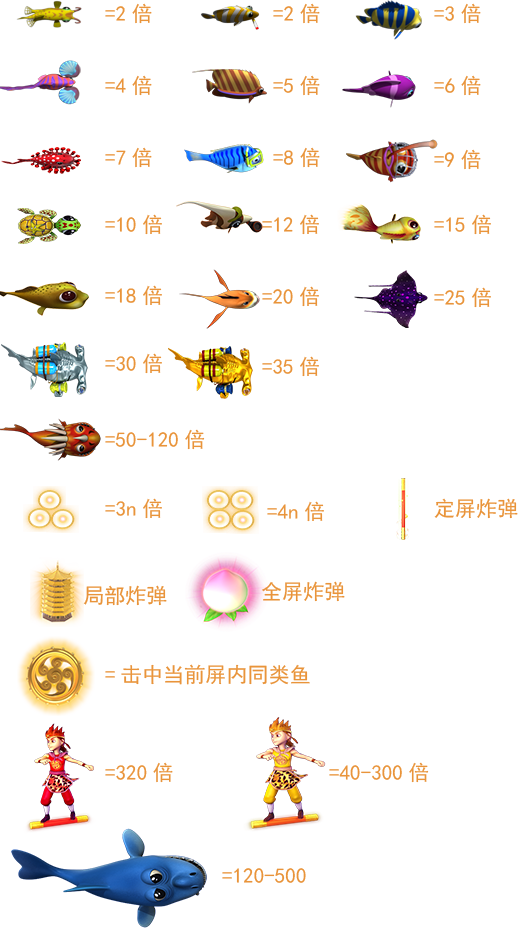 =2 倍
=2 倍
=3 倍
=4 倍
=5 倍
=6 倍
=7 倍
=8 倍
=9 倍
=10 倍
=12 倍
=15 倍
=18 倍
=20 倍
=25 倍
=30 倍
=35 倍
=50-120 倍
=3n 倍
=4n 倍
定屏炸弹
局部炸弹
全屏炸弹
= 击中当前屏内同类鱼
=320 倍
=40-300 倍
=120-500